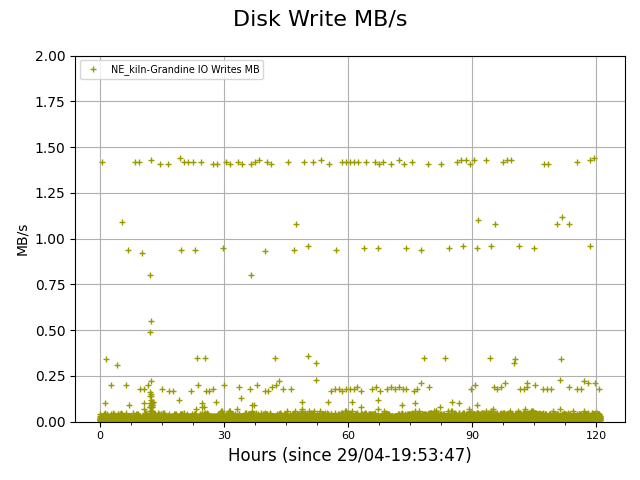 Disk Write MB/s
NE_kiln-Grandine IO Writes MB
2.00
1.75
1.50
1.25
1.00
0.75
0.50
0.25
0.00
MB/s
0 30 60 90 120
Hours (since 29/04-19:53:47)